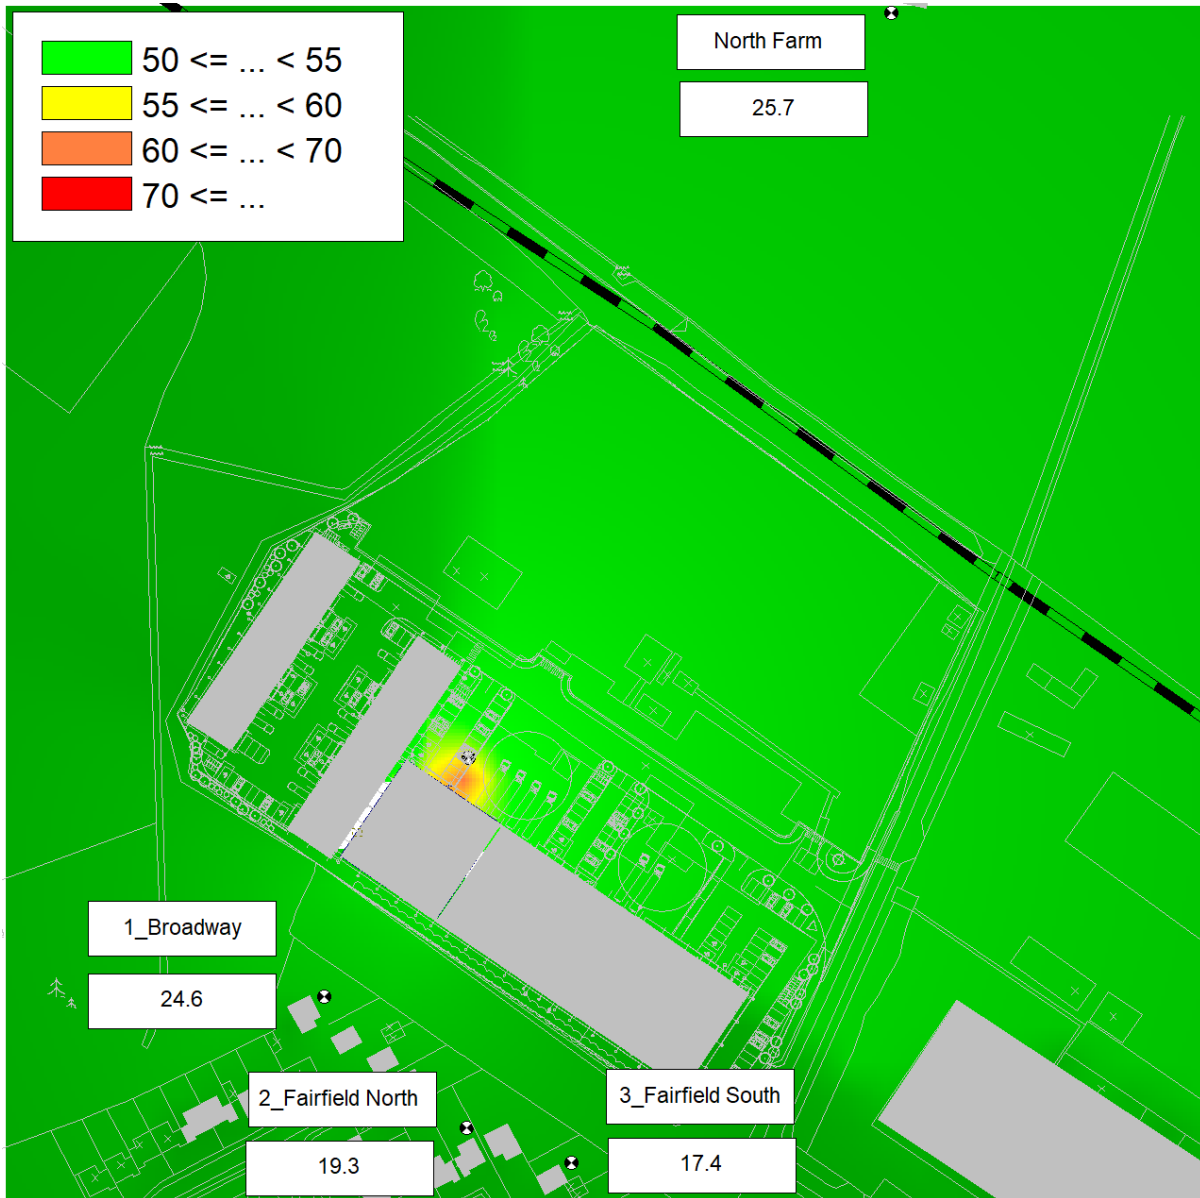 50 <= ... < 55
55 <= ... < 60
60 <= ... < 70
70 <= ...
North Farm
25.7
1_Broadway
24.6
2_Fairfield North
19.3
3_Fairfield South
17.4